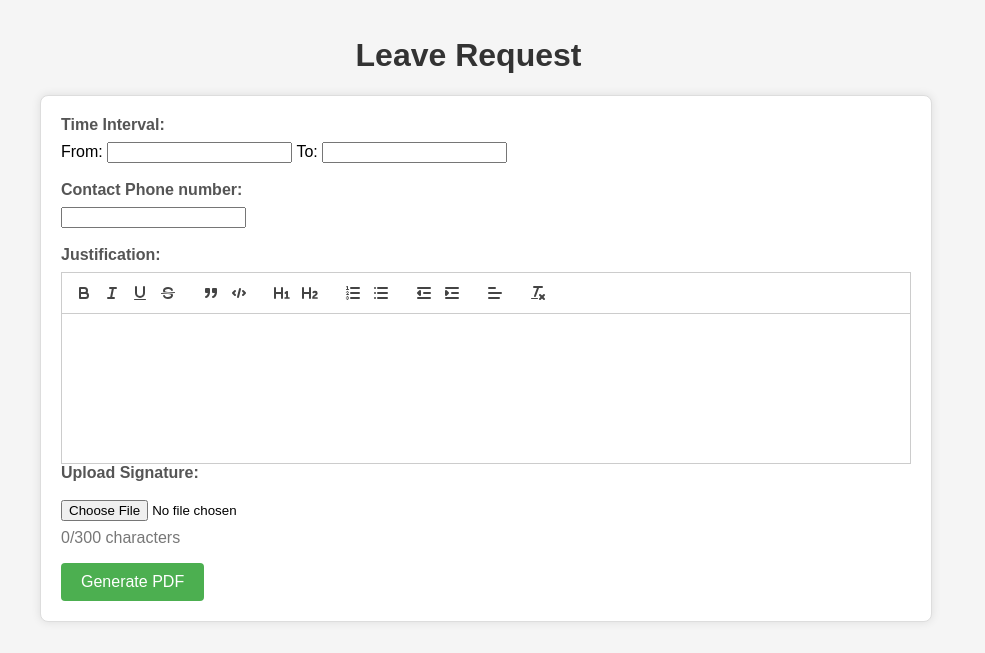 Leave Request
Time Interval:
From: To:
Contact Phone number:
Justification:
B I U S " </> H1 H2
Upload Signature:
Choose File No file chosen
0/300 characters
Generate PDF